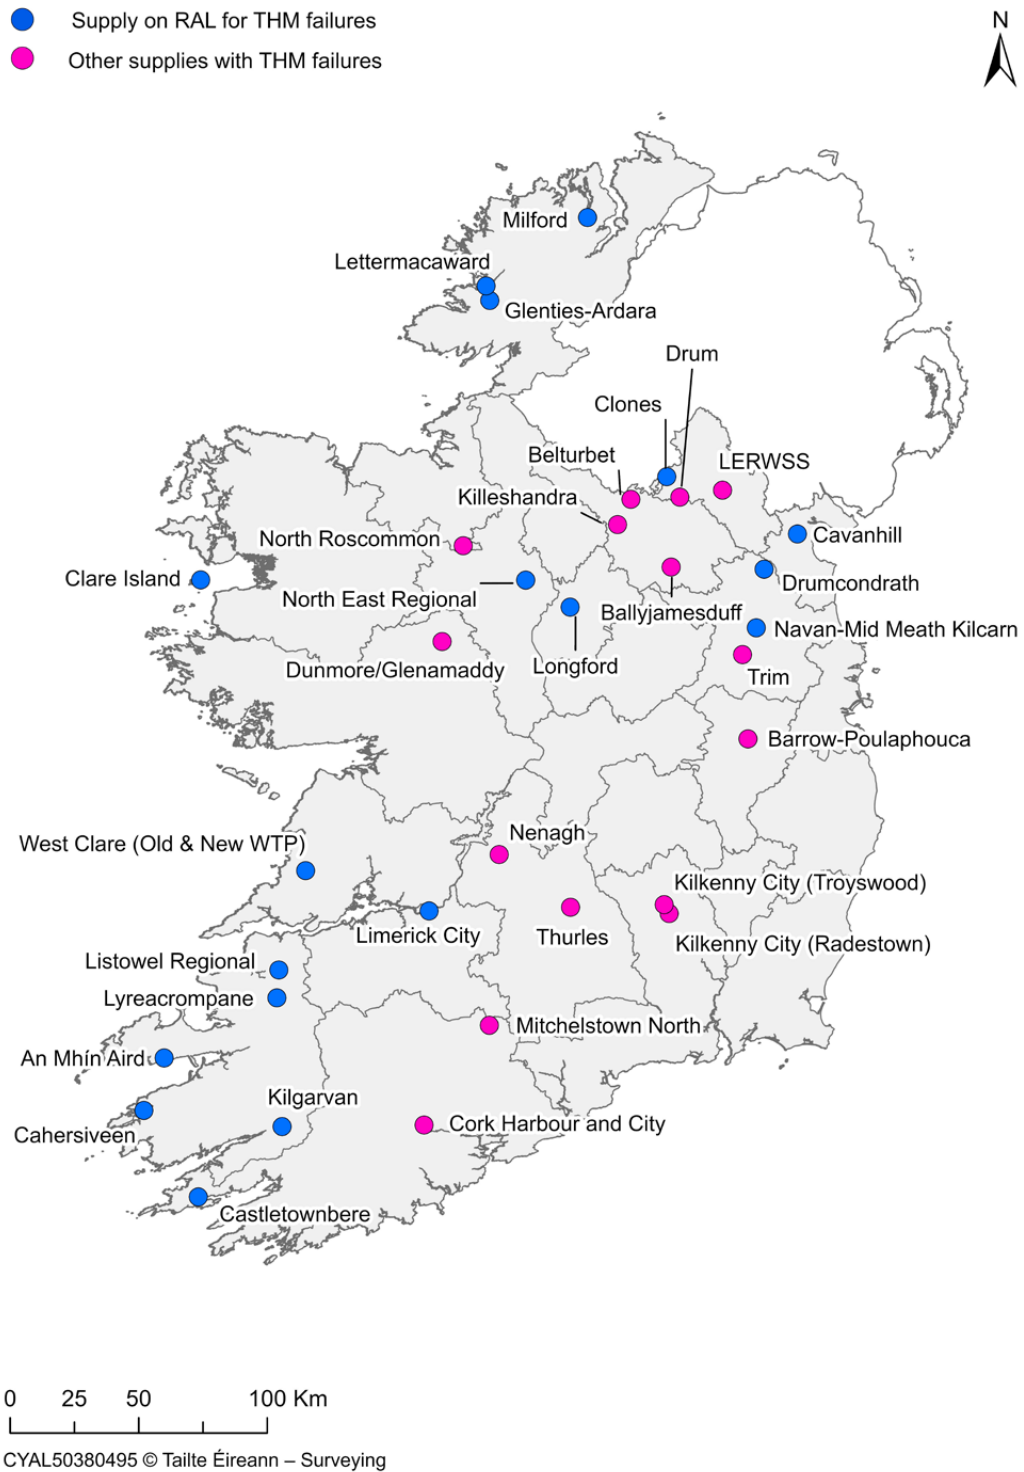 Supply on RAL for THM failures
Other supplies with THM failures
N
Milford
Lettermacaward
Glenties-Ardara
Drum
Clones
Belturbet
LERWSS
Killeshandra
North Roscommon
Cavanhill
Clare Island
Drumcondrath
North East Regional
Ballyjamesduff
Navan-Mid Meath Kilcarn
Dunmore/Glenamaddy
Longford
Trim
Barrow-Poulaphouca
Nenagh
West Clare (Old & New WTP)
Kilkenny City (Troyswood)
Limerick City
Thurles
Kilkenny City (Radestown)
Listowel Regional
Lyreacrompane
Mitchelstown North
An Mhín Aird
Kilgarvan
Cork Harbour and City
Cahersiveen
Castletownbere
0 25 50 100 Km
CYAL50380495 © Tailte Éireann – Surveying